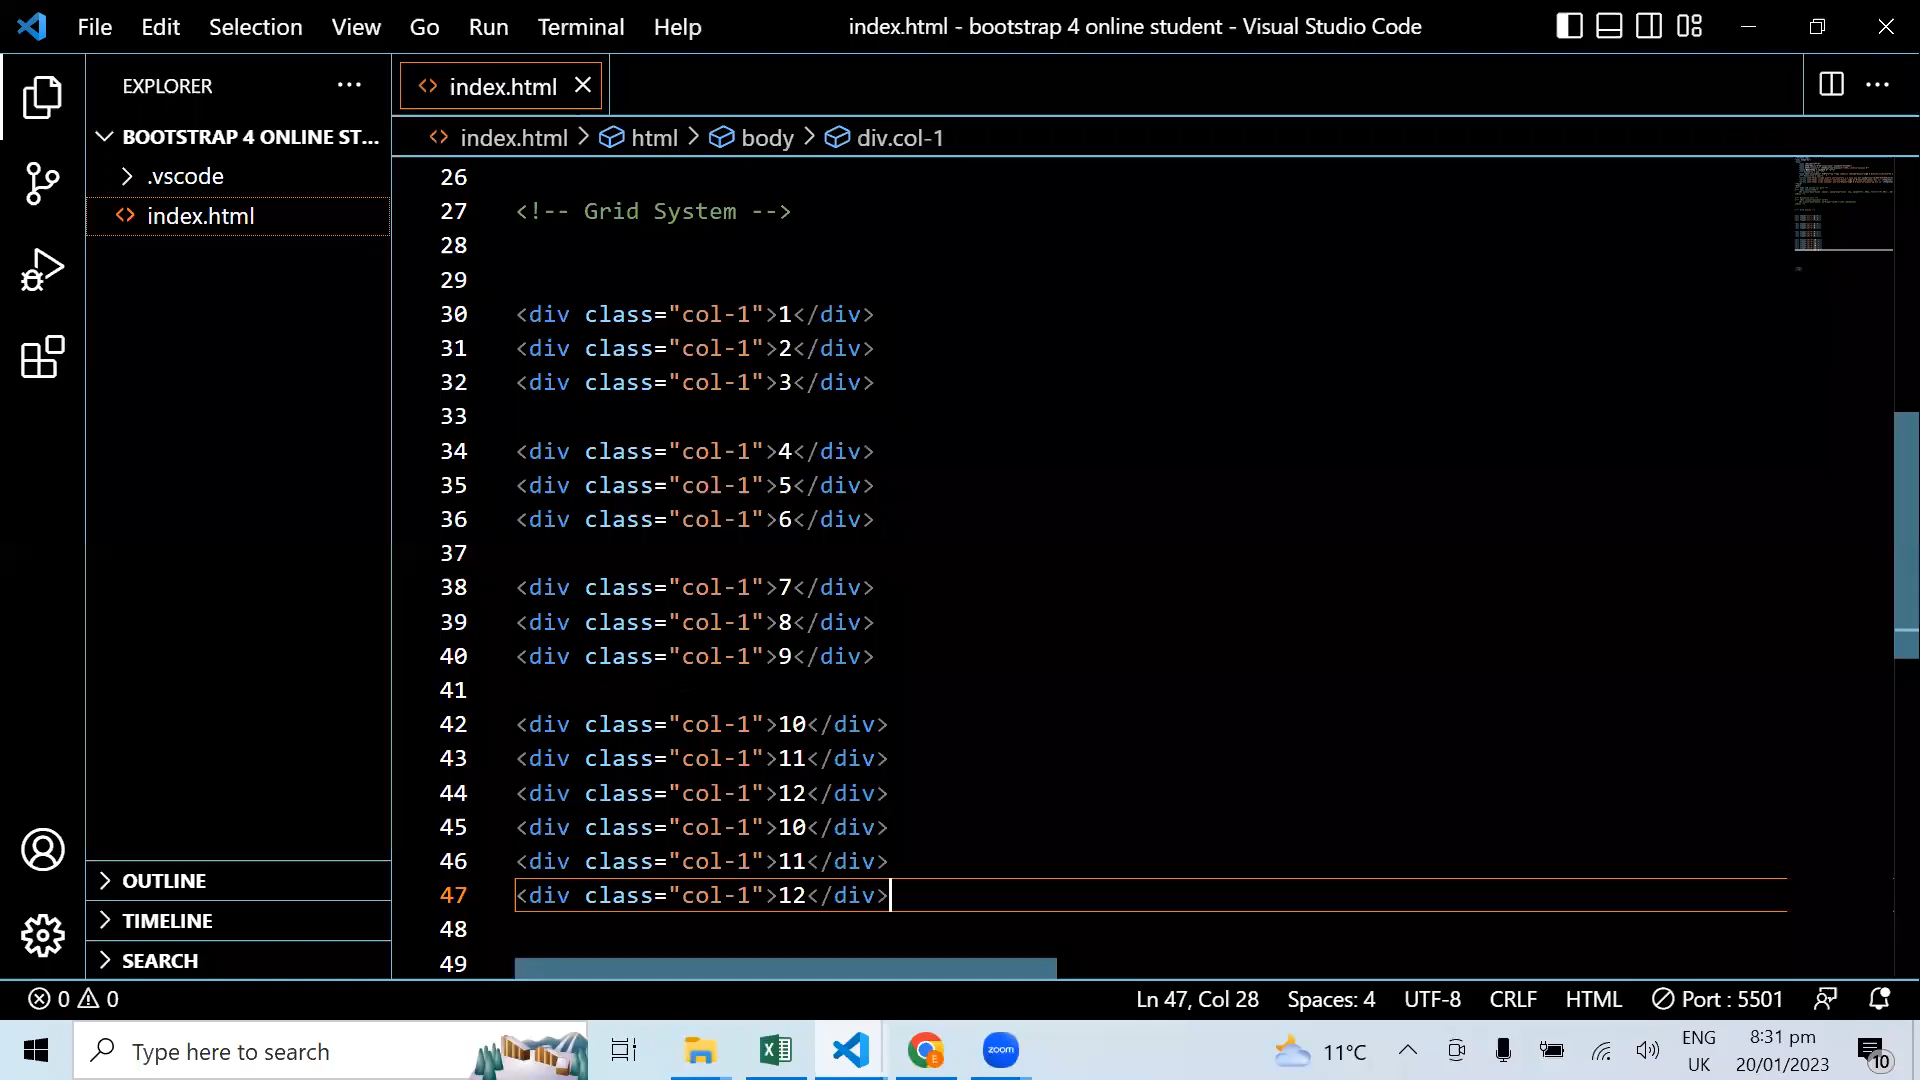 File Edit Selection View Go Run Terminal Help
index.html - bootstrap 4 online student - Visual Studio Code
EXPLORER
BOOTSTRAP 4 ONLINE ST...
.vscode
index.html
OUTLINE
TIMELINE
SEARCH
index.html
index.html > html > body > div.col-1
26
27 <!-- Grid System -->
28
29
30 <div class="col-1">1</div>
31 <div class="col-1">2</div>
32 <div class="col-1">3</div>
33
34 <div class="col-1">4</div>
35 <div class="col-1">5</div>
36 <div class="col-1">6</div>
37
38 <div class="col-1">7</div>
39 <div class="col-1">8</div>
40 <div class="col-1">9</div>
41
42 <div class="col-1">10</div>
43 <div class="col-1">11</div>
44 <div class="col-1">12</div>
45 <div class="col-1">10</div>
46 <div class="col-1">11</div>
47 <div class="col-1">12</div>
48
49
0 0 Ln 47, Col 28 Spaces: 4 UTF-8 CRLF HTML Port : 5501
Type here to search
E
zoom
11°C
ENG
UK
8:31 pm
20/01/2023
10